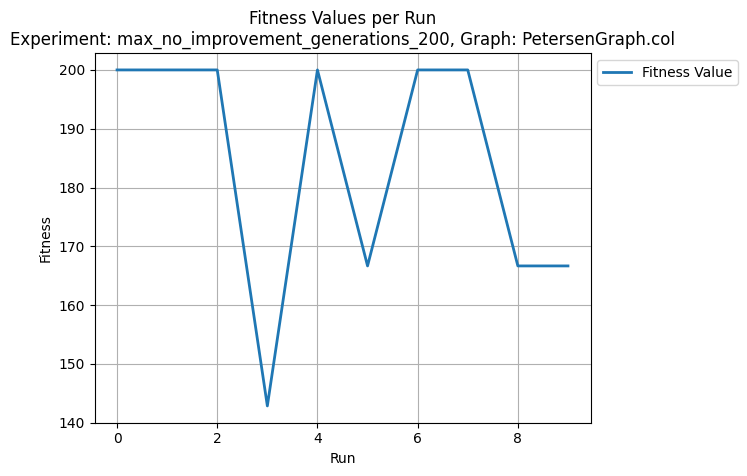 Fitness Values per Run
Experiment: max_no_improvement_generations_200, Graph: PetersenGraph.col
Fitness Value
200
190
180
170
160
150
140
Fitness
0 2 4 6 8
Run